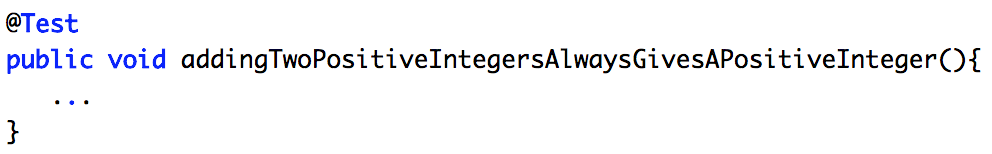 @Test
public void addingTwoPositiveIntegersAlwaysGivesAPositiveInteger(){
...
}